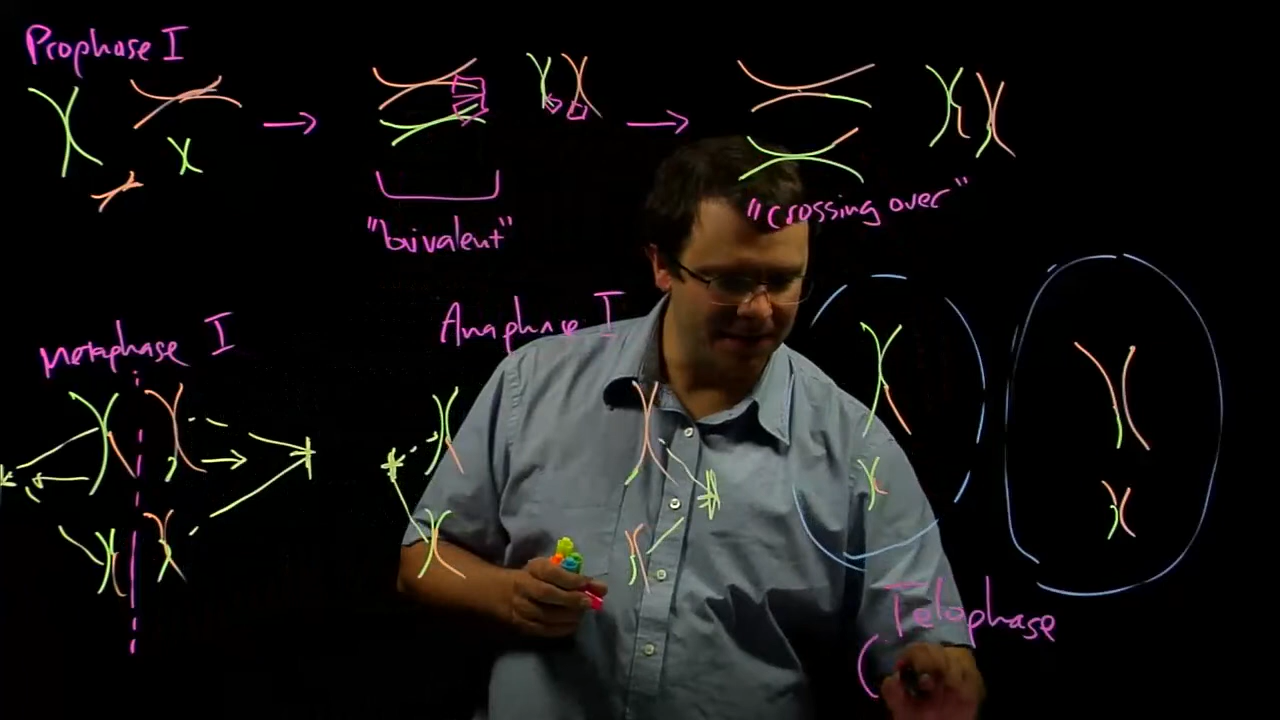 Prophase I
"bivalent"
"crossing over"
Metaphase I
Anaphase I
Telophase
(